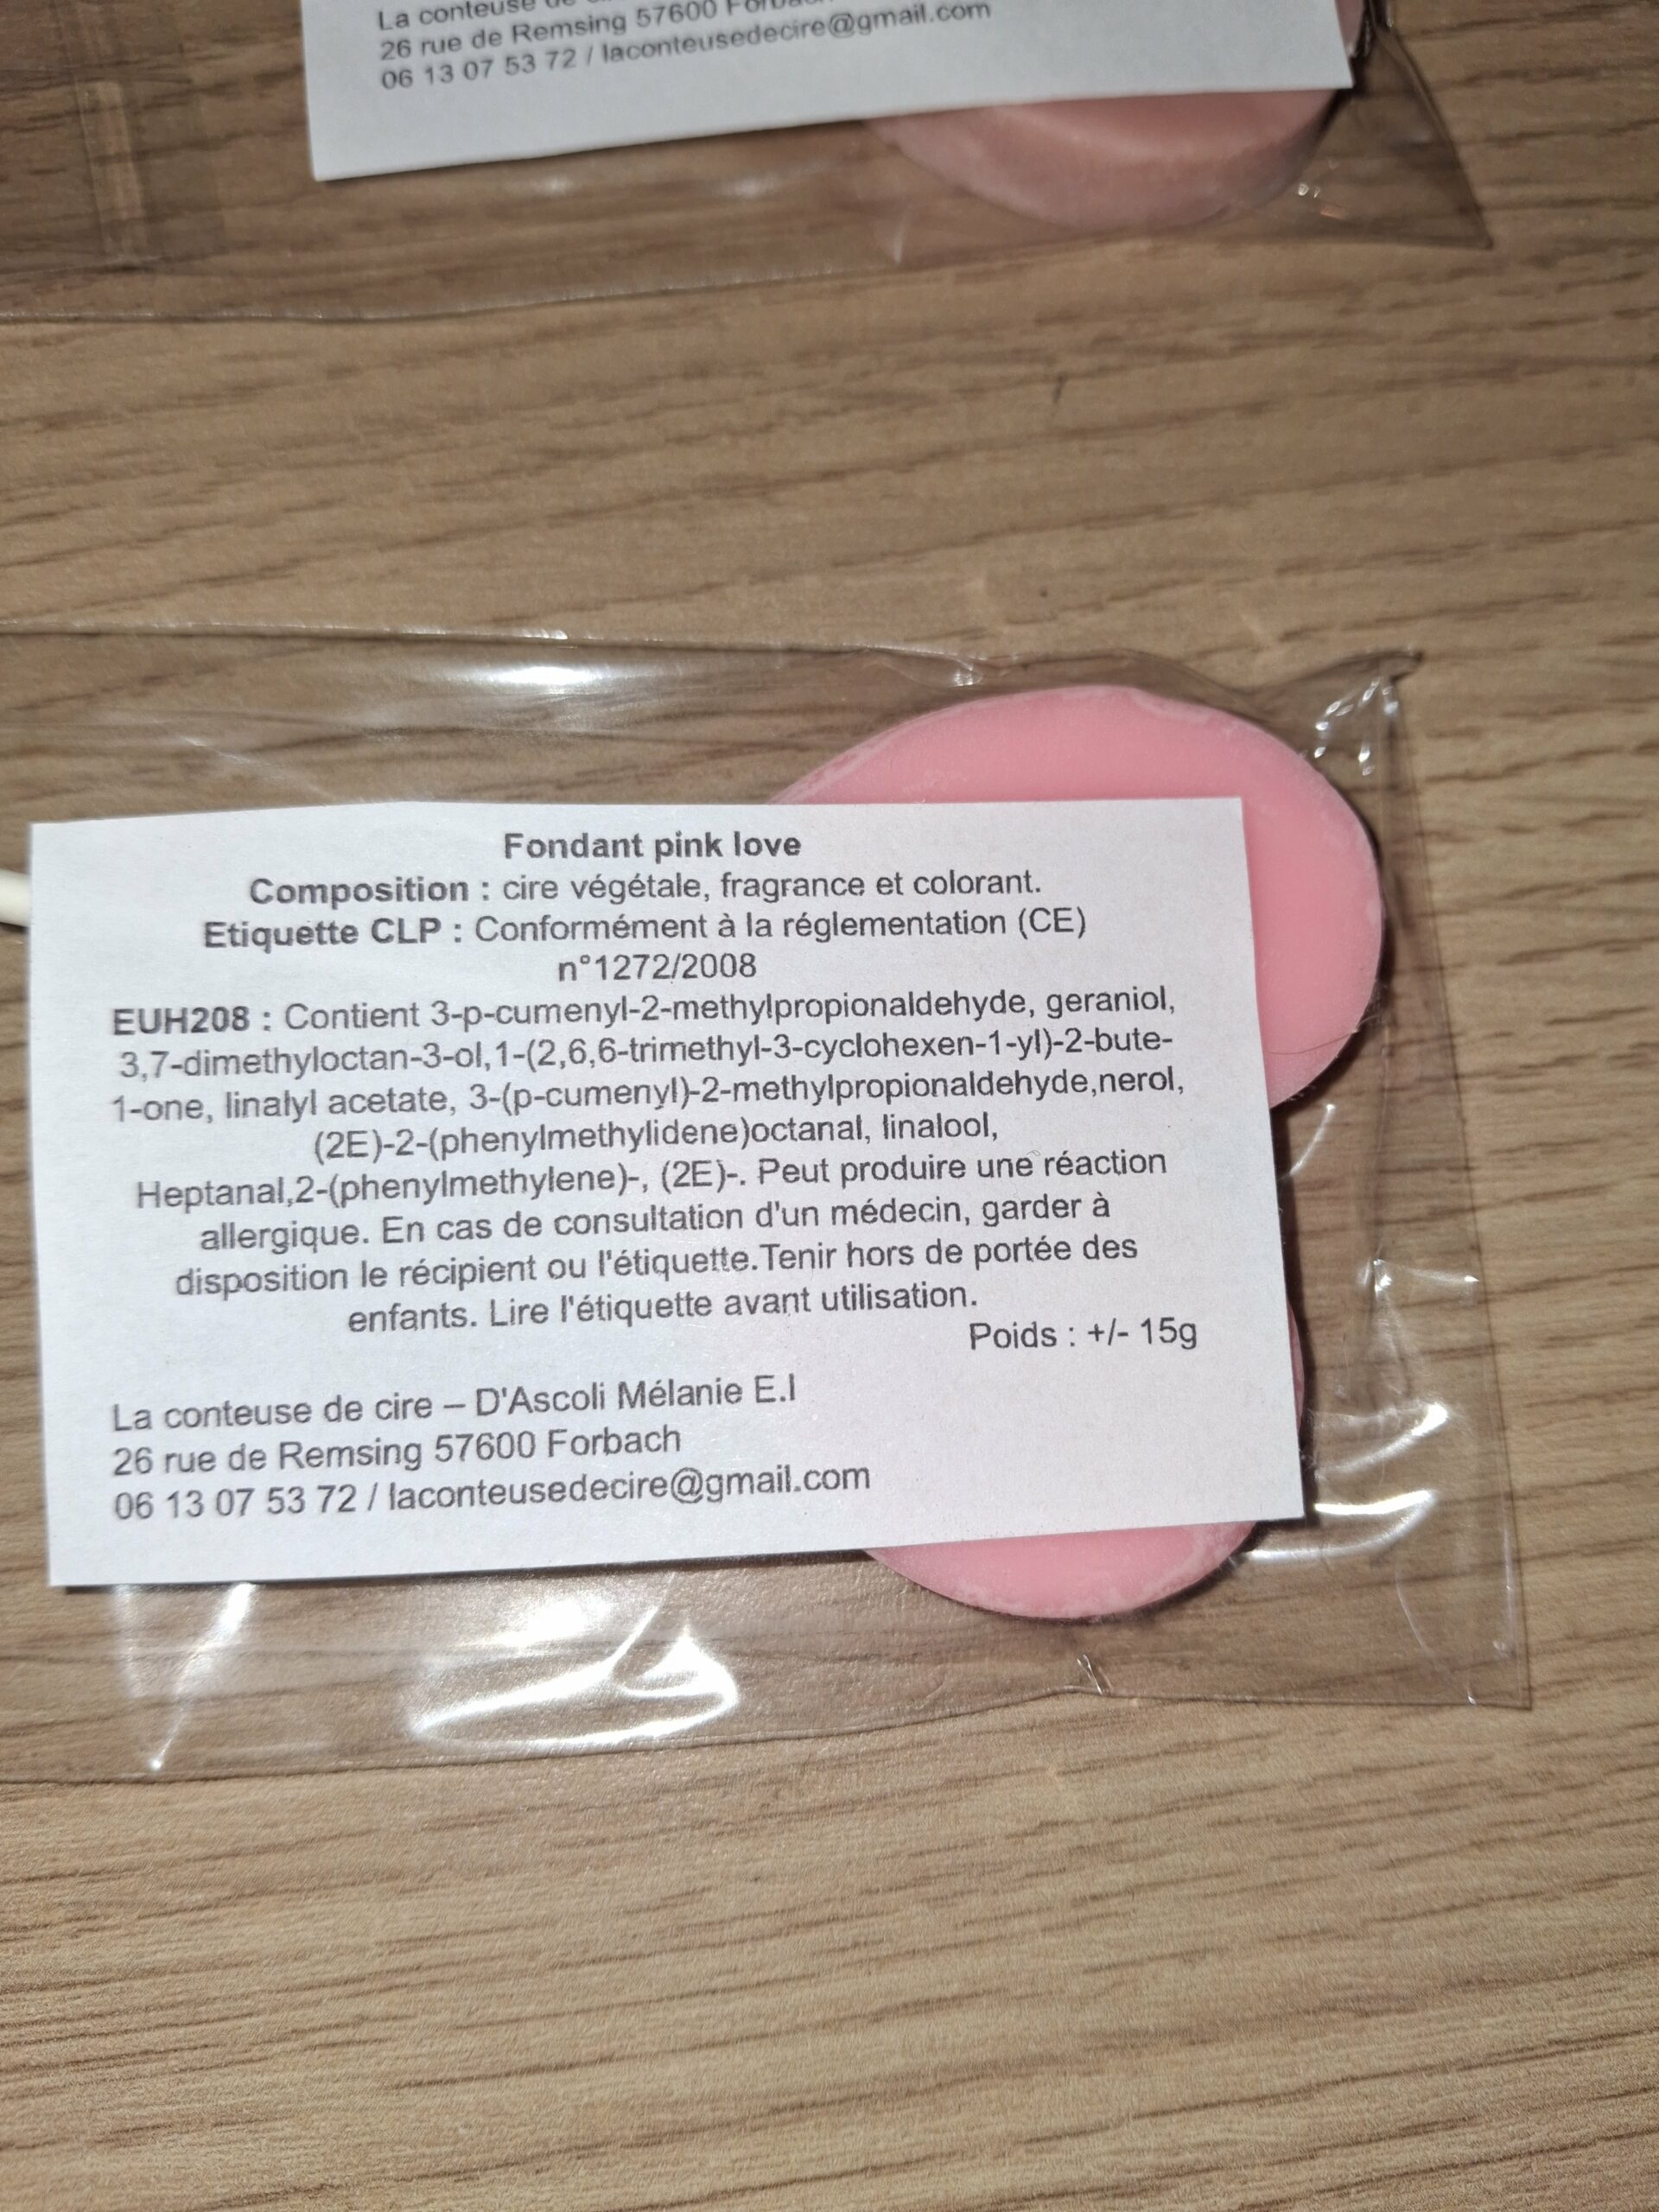 La conteuse de
26 rue de Remsing 57600 Forbach
06 13 07 53 72 / laconteusedecire@gmail.com
Fondant pink love
Composition : cire végétale, fragrance et colorant.
Etiquette CLP : Conformément à la réglementation (CE)
n°1272/2008
EUH208 : Contient 3-p-cumenyl-2-methylpropionaldehyde, geraniol,
3,7-dimethyloctan-3-ol,1-(2,6,6-trimethyl-3-cyclohexen-1-yl)-2-bute-
1-one, linalyl acetate, 3-(p-cumenyl)-2-methylpropionaldehyde,nerol,
(2E)-2-(phenylmethylidene)octanal, linalool,
Heptanal,2-(phenylmethylene)-, (2E)-. Peut produire une réaction
allergique. En cas de consultation d'un médecin, garder à
disposition le récipient ou l'étiquette.Tenir hors de portée des
enfants. Lire l'étiquette avant utilisation.
Poids : +/- 15g
La conteuse de cire – D'Ascoli Mélanie E.I
26 rue de Remsing 57600 Forbach
06 13 07 53 72 / laconteusedecire@gmail.com